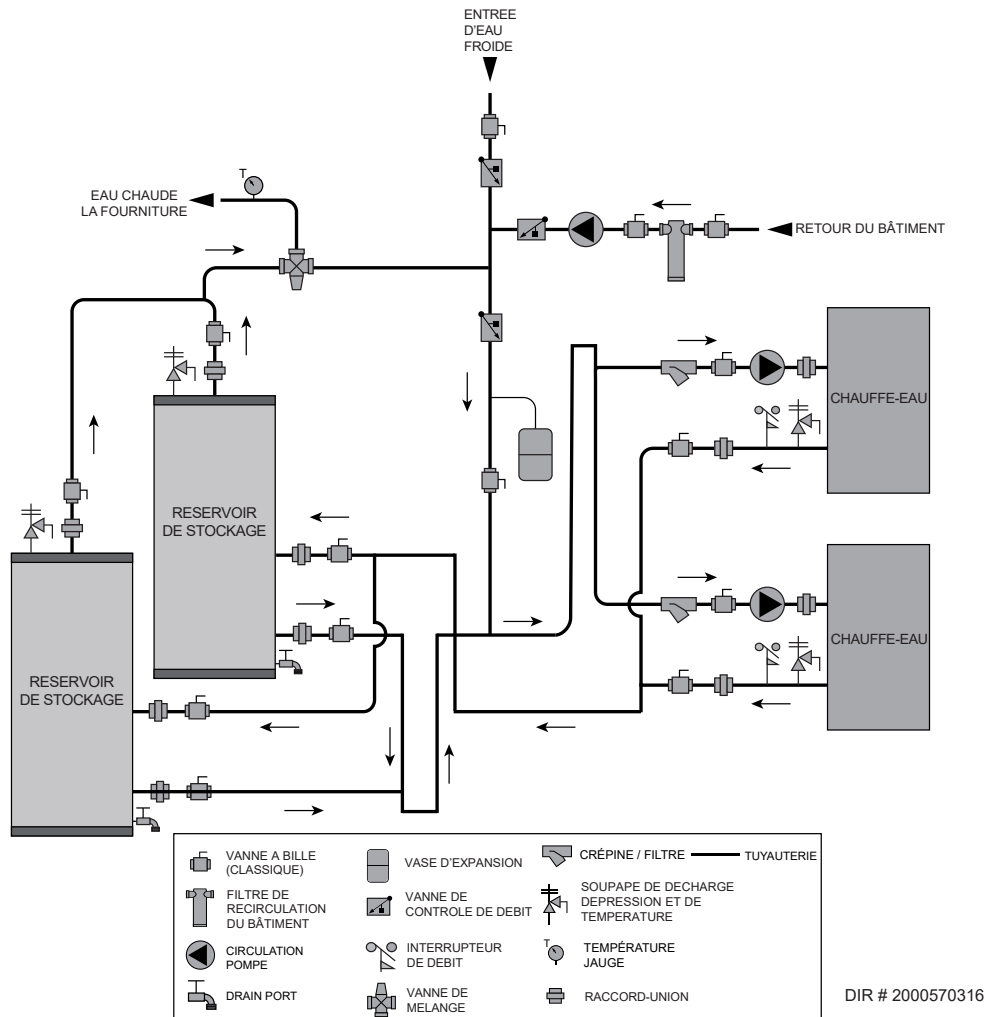 ENTREE
D'EAU
FROIDE
T
EAU CHAUDE
LA FOURNITURE
RETOUR DU BÂTIMENT
CHAUFFE-EAU
RESERVOIR
DE STOCKAGE
CHAUFFE-EAU
RESERVOIR
DE STOCKAGE
VANNE A BILLE
(CLASSIQUE)
FILTRE DE
RECIRCULATION
DU BÂTIMENT
CIRCULATION
POMPE
DRAIN PORT
VASE D'EXPANSION
VANNE DE
CONTROLE DE DEBIT
INTERRUPTEUR
DE DEBIT
VANNE DE
MELANGE
CRÉPINE / FILTRE
TUYAUTERIE
SOUPAPE DE DECHARGE
DEPRESSION ET DE
TEMPERATURE
T
TEMPÉRATURE
JAUGE
RACCORD-UNION
DIR # 2000570316